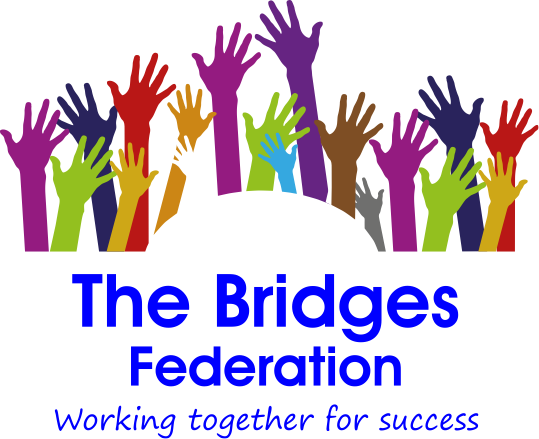 The Bridges
Federation
Working together for success